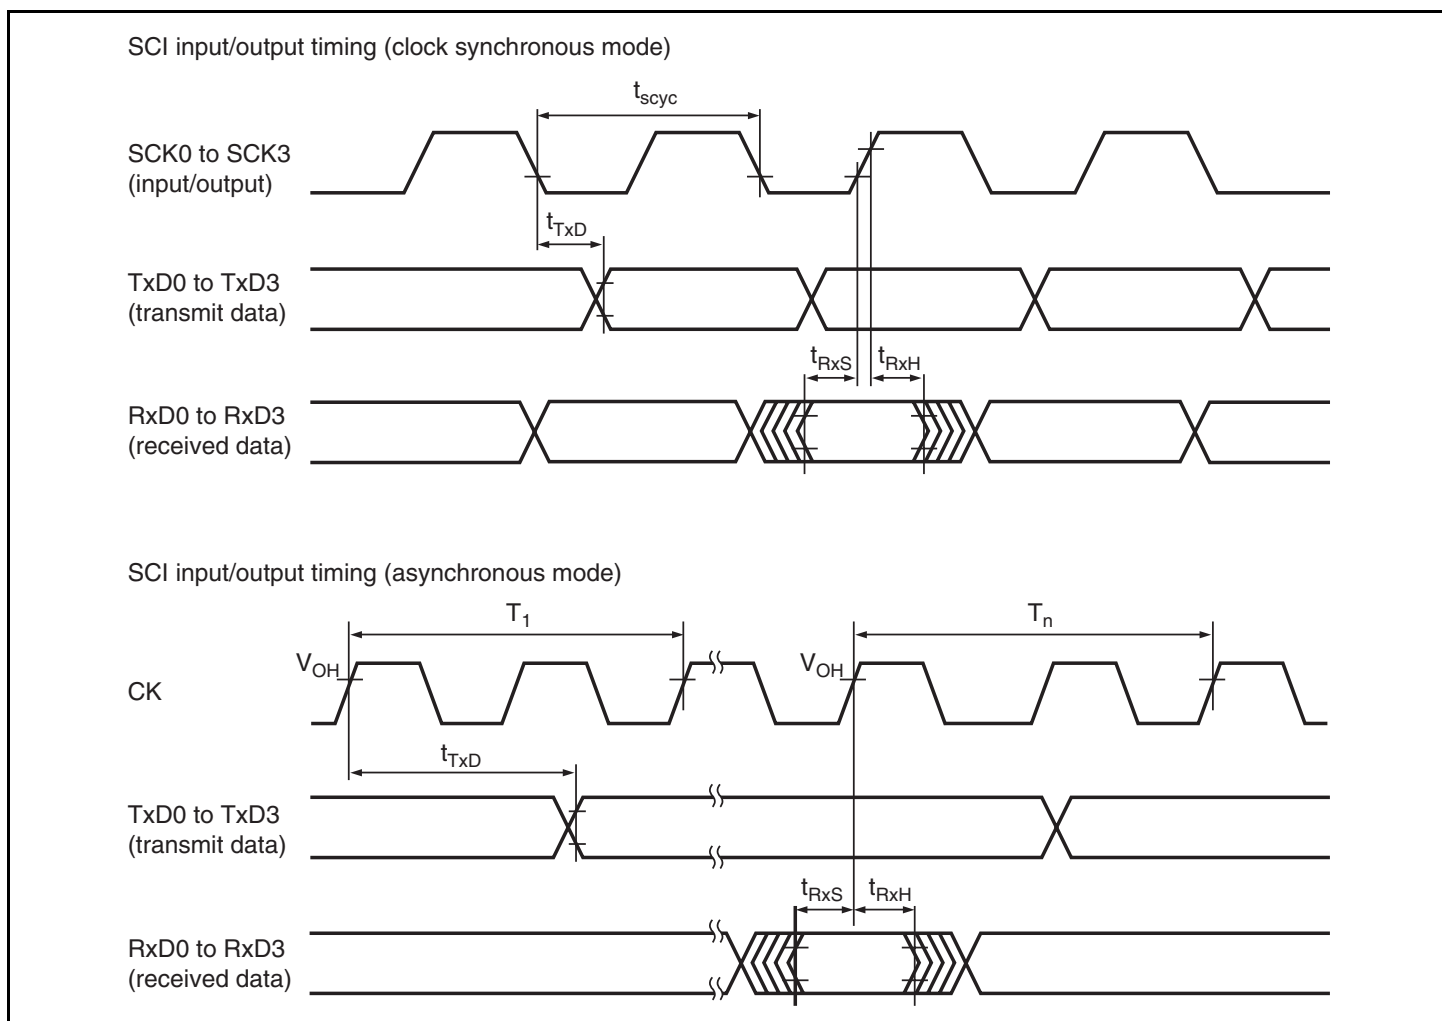 SCI input/output timing (clock synchronous mode)
tscyc
SCK0 to SCK3
(input/output)
tTxD
TxD0 to TxD3
(transmit data)
tRxS
tRxH
RxD0 to RxD3
(received data)
SCI input/output timing (asynchronous mode)
T1
Tn
VOH
VOH
CK
tTxD
TxD0 to TxD3
(transmit data)
tRxS
tRxH
RxD0 to RxD3
(received data)